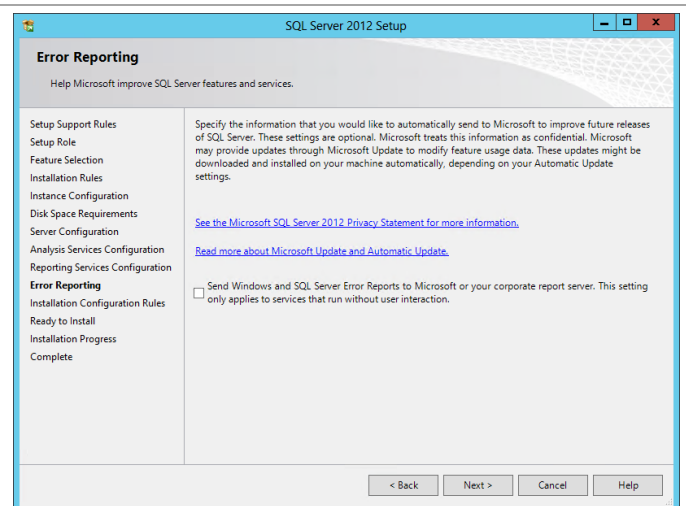 SQL Server 2012 Setup
Error Reporting
Help Microsoft improve SQL Server features and services.
Setup Support Rules
Setup Role
Feature Selection
Installation Rules
Instance Configuration
Disk Space Requirements
Server Configuration
Analysis Services Configuration
Reporting Services Configuration
Error Reporting
Installation Configuration Rules
Ready to Install
Installation Progress
Complete
Specify the information that you would like to automatically send to Microsoft to improve future releases
of SQL Server. These settings are optional. Microsoft treats this information as confidential. Microsoft
may provide updates through Microsoft Update to modify feature usage data. These updates might be
downloaded and installed on your machine automatically, depending on your Automatic Update
settings.
See the Microsoft SQL Server 2012 Privacy Statement for more information.
Read more about Microsoft Update and Automatic Update.
Send Windows and SQL Server Error Reports to Microsoft or your corporate report server. This setting
only applies to services that run without user interaction.
< Back
Next >
Cancel
Help